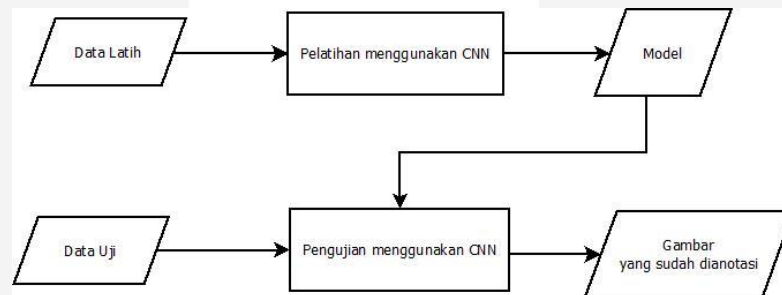 Data Latih
Pelatihan menggunakan CNN
Model
Data Uji
Pengujian menggunakan CNN
Gambar
yang sudah dianotasi